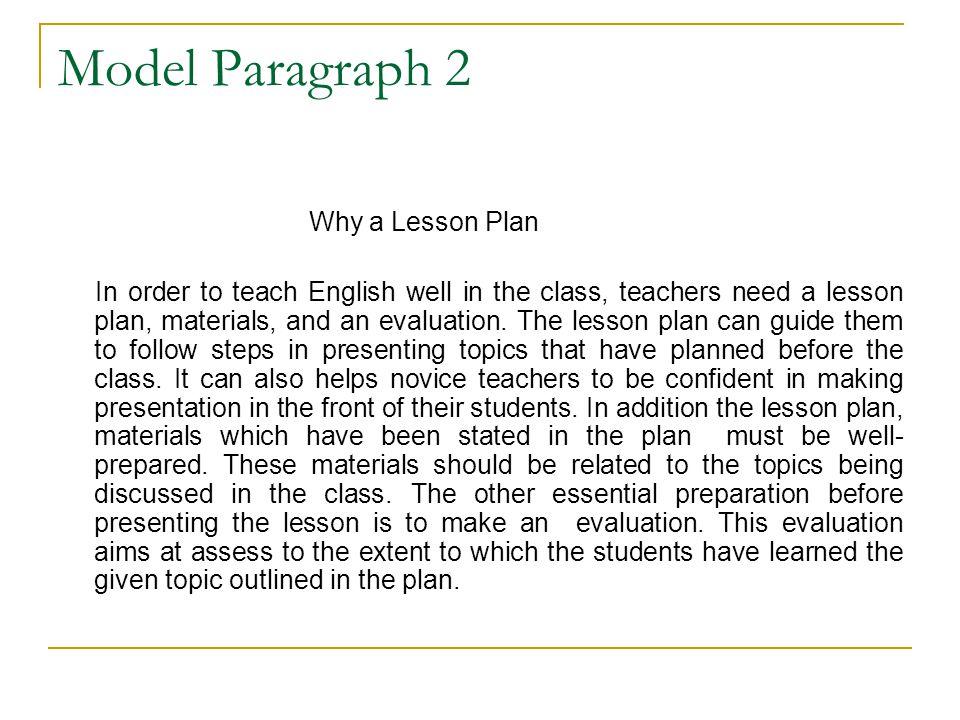 Model Paragraph 2
Why a Lesson Plan
In order to teach English well in the class, teachers need a lesson
plan, materials, and an evaluation. The lesson plan can guide them
to follow steps in presenting topics that have planned before the
class. It can also helps novice teachers to be confident in making
presentation in the front of their students. In addition the lesson plan,
materials which have been stated in the plan  must be well-
prepared. These materials should be related to the topics being
discussed in the class. The other essential preparation before
presenting the lesson is to make an  evaluation. This evaluation
aims at assess to the extent to which the students have learned the
given topic outlined in the plan.